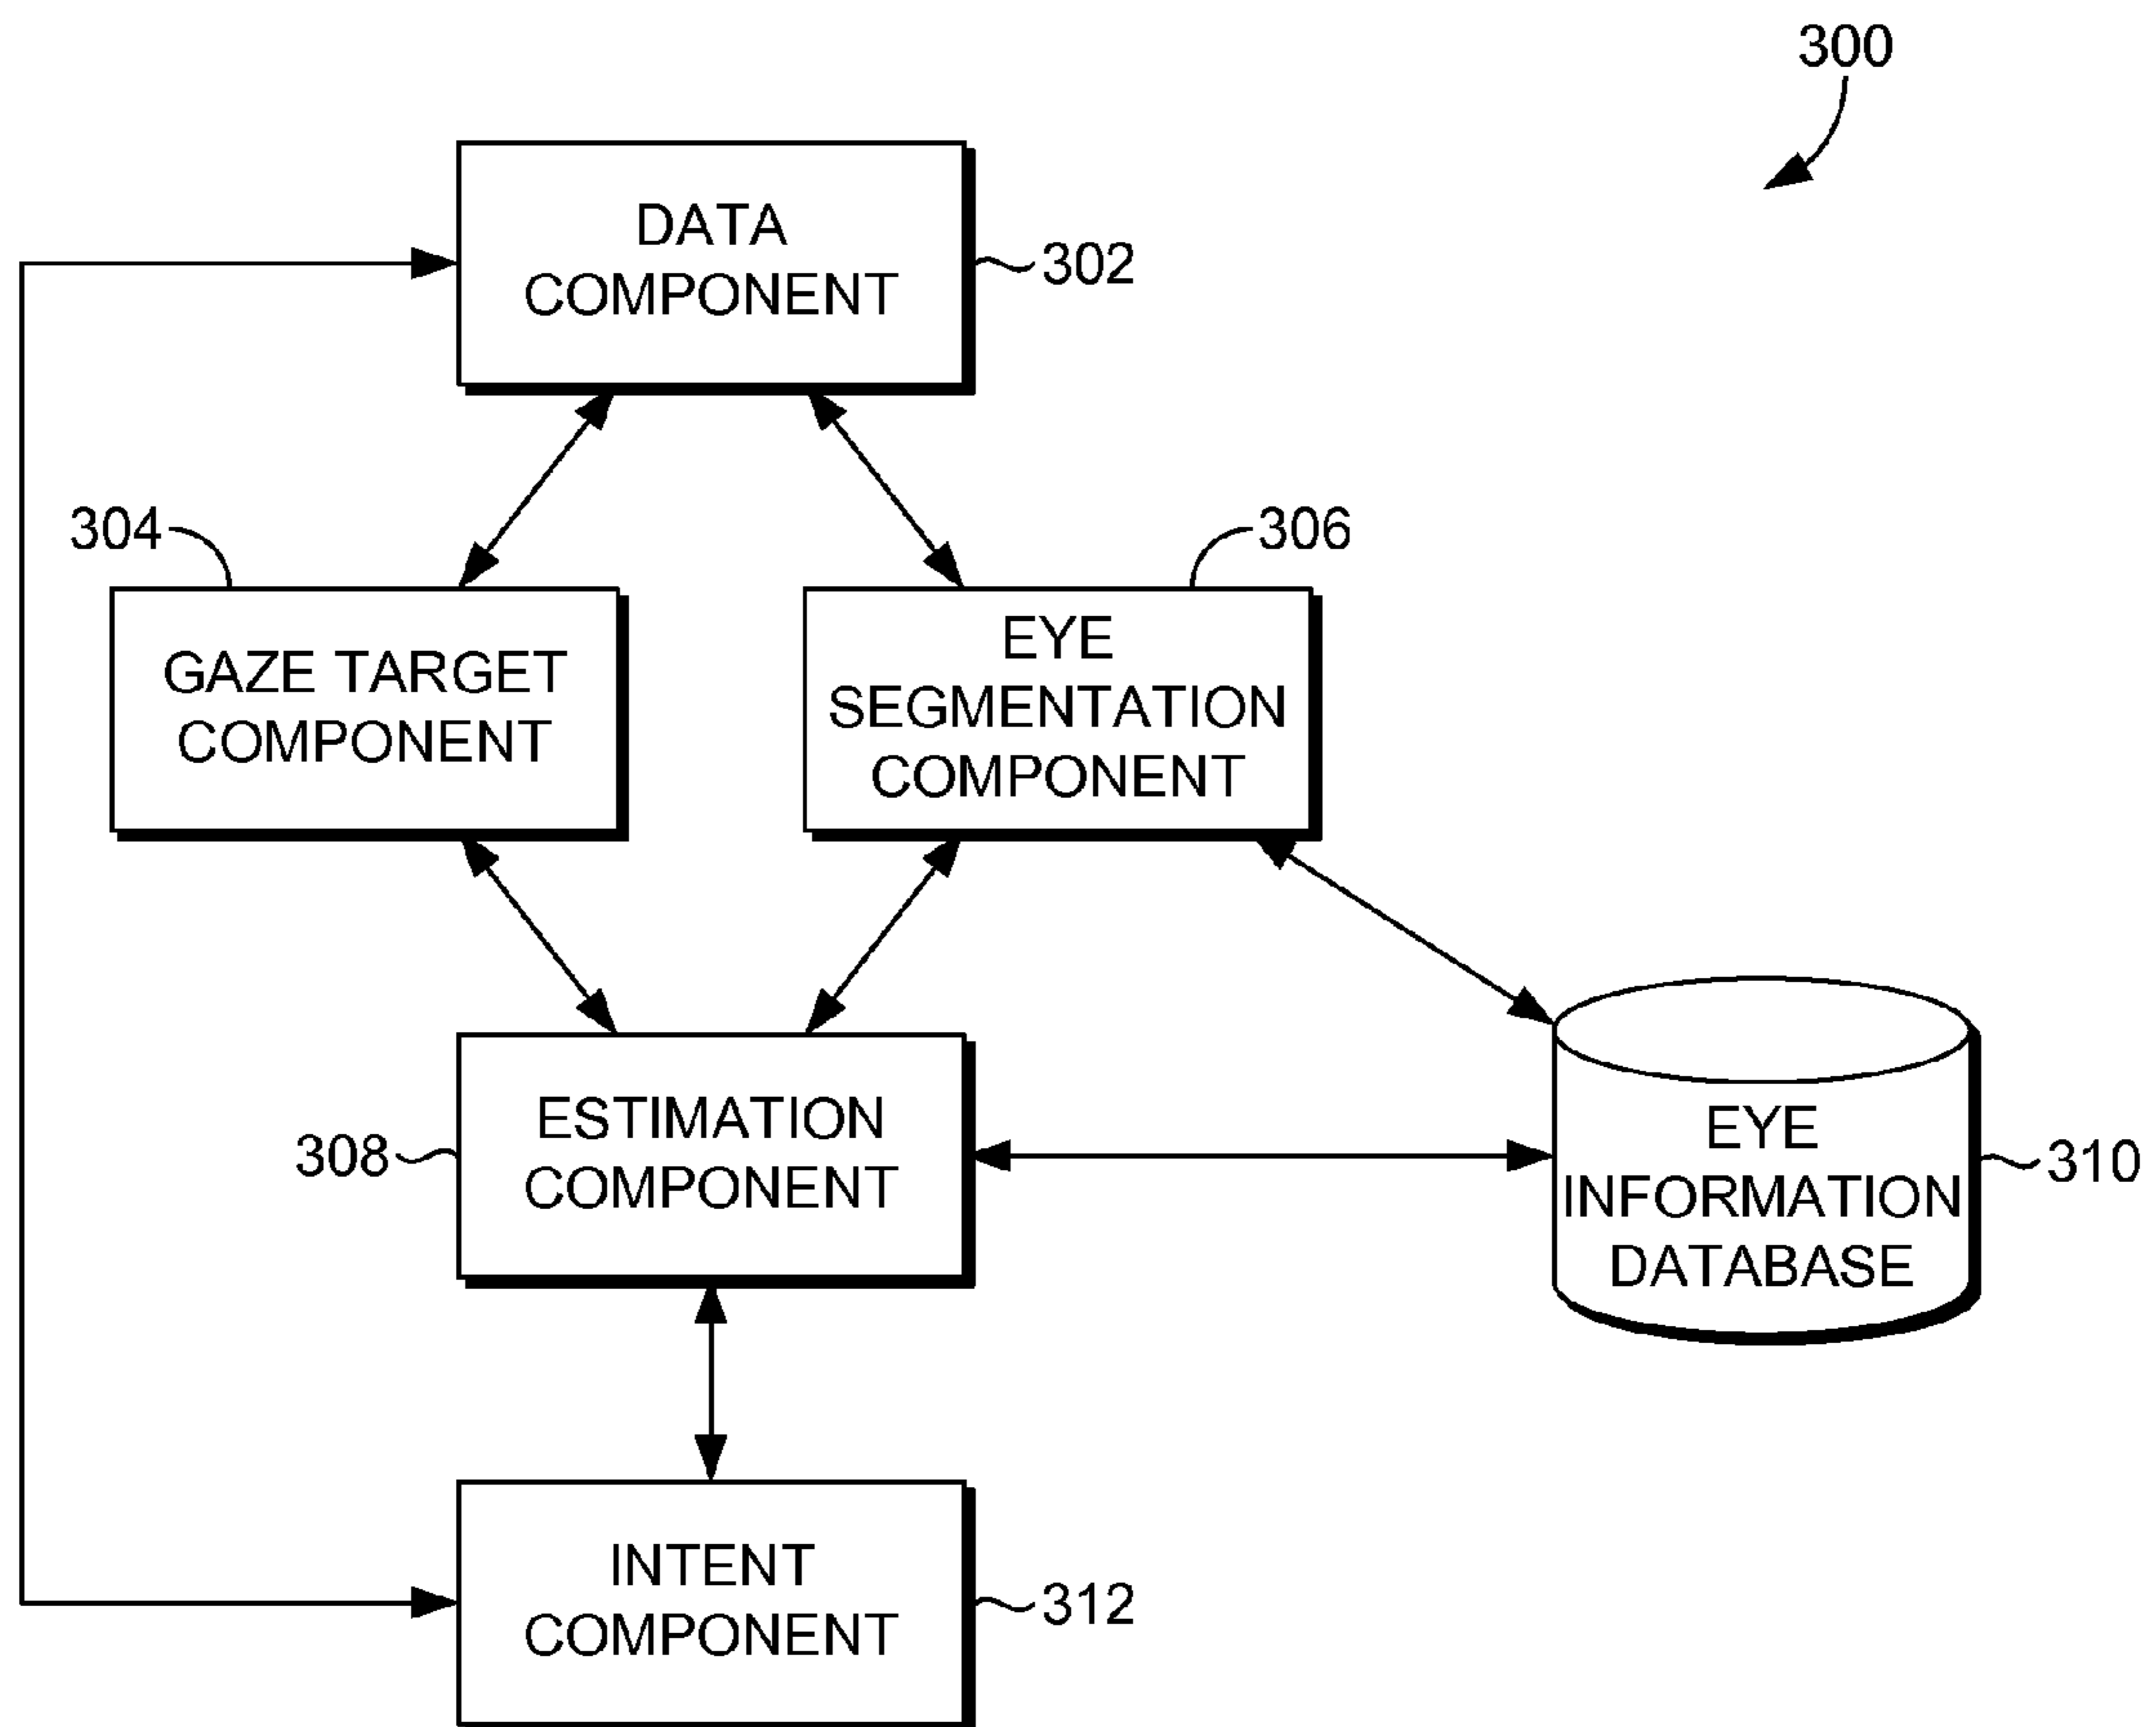 300
DATA
COMPONENT
302
304
306
GAZE TARGET
COMPONENT
EYE
SEGMENTATION
COMPONENT
ESTIMATION
COMPONENT
308
EYE
INFORMATION
DATABASE
310
INTENT
COMPONENT
312